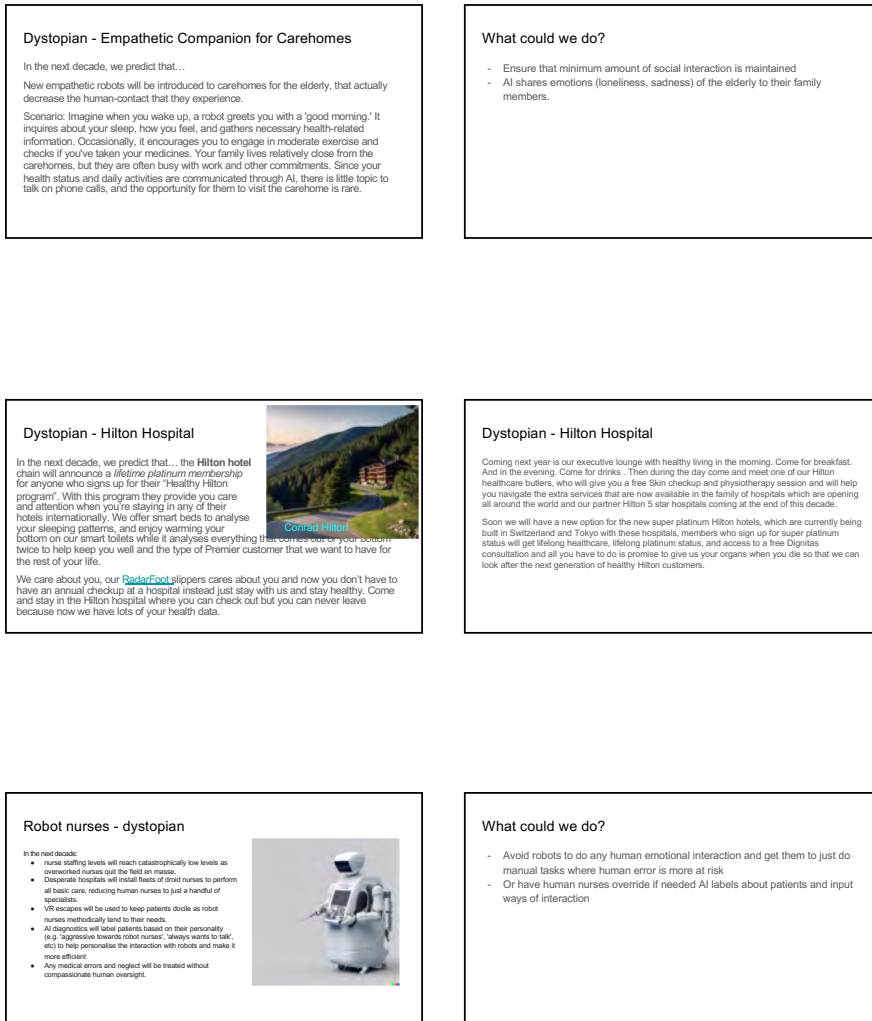 Dystopian - Empathetic Companion for Carehomes
In the next decade, we predict that…
New empathetic robots will be introduced to carehomes for the elderly, that actually
decrease the human-contact that they experience.
Scenario: Imagine when you wake up, a robot greets you with a 'good morning.' It
inquires about your sleep, how you feel, and gathers necessary health-related
information. Occasionally, it encourages you to engage in moderate exercise and
checks if you've taken your medicines. Your family lives relatively close from the
carehomes, but they are often busy with work and other commitments. Since your
health status and daily activities are communicated through AI, there is little topic to
talk on phone calls, and the opportunity for them to visit the carehome is rare.
What could we do?
- Ensure that minimum amount of social interaction is maintained
- AI shares emotions (loneliness, sadness) of the elderly to their family
members.
Dystopian - Hilton Hospital
In the next decade, we predict that… the Hilton hotel
chain will announce a lifetime platinum membership
for anyone who signs up for their “Healthy Hilton
program”. With this program they provide you care
and attention when you're staying in any of their
hotels internationally. We offer smart beds to analyse
your sleeping patterns, and enjoy warming your
bottom on our smart toilets while it analyses everything that comes out of your bottom
twice to help keep you well and the type of Premier customer that we want to have for
the rest of your life.
We care about you, our RadarFoot slippers cares about you and now you don't have to
have an annual checkup at a hospital instead just stay with us and stay healthy. Come
and stay in the Hilton hospital where you can check out but you can never leave
because now we have lots of your health data.
Conrad Hilton
Dystopian - Hilton Hospital
Coming next year is our executive lounge with healthy living in the morning. Come for breakfast.
And in the evening. Come for drinks . Then during the day come and meet one of our Hilton
healthcare butlers, who will give you a free Skin checkup and physiotherapy session and will help
you navigate the extra services that are now available in the family of hospitals which are opening
all around the world and our partner Hilton 5 star hospitals coming at the end of this decade.
Soon we will have a new option for the new super platinum Hilton hotels, which are currently being
built in Switzerland and Tokyo with these hospitals, members who sign up for super platinum
status will get lifelong healthcare, lifelong platinum status, and access to a free Dignitas
consultation and all you have to do is promise to give us your organs when you die so that we can
look after the next generation of healthy Hilton customers.
Robot nurses - dystopian
In the next decade:
● nurse staffing levels will reach catastrophically low levels as
overworked nurses quit the field en masse.
● Desperate hospitals will install fleets of droid nurses to perform
all basic care, reducing human nurses to just a handful of
specialists.
● VR escapes will be used to keep patients docile as robot
nurses methodically tend to their needs.
● AI diagnostics will label patients based on their personality
(e.g. 'aggressive towards robot nurses', 'always wants to talk',
etc) to help personalise the interaction with robots and make it
more efficient
● Any medical errors and neglect will be treated without
compassionate human oversight.
What could we do?
- Avoid robots to do any human emotional interaction and get them to just do
manual tasks where human error is more at risk
- Or have human nurses override if needed AI labels about patients and input
ways of interaction